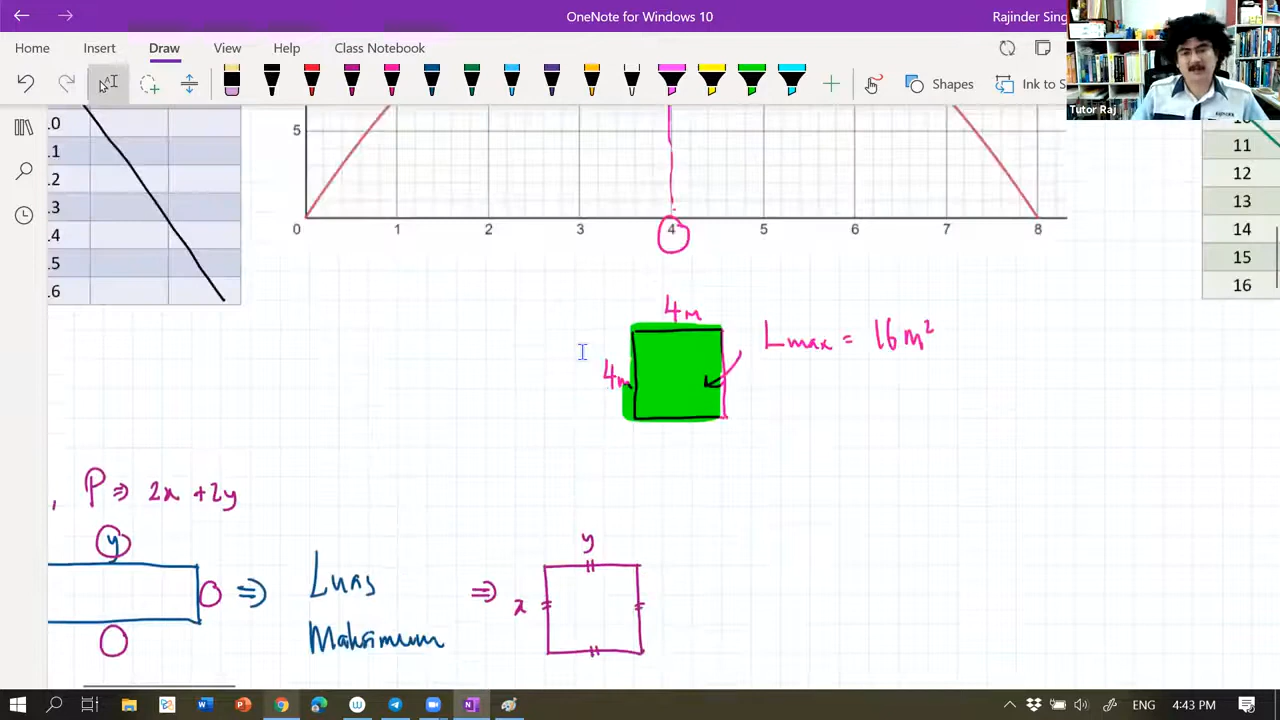 OneNote for Windows 10
Rajinder Sing
Home Insert Draw View Help Class Notebook
Shapes
Ink to S
Tutor Raj
.0
.1
.2
.3
.4
.5
.6
5
0 1 2 3 4 5 6 7 8
11
12
13
14
15
16
4m
4m
Lmax = 16m²
, P ⇒ 2x + 2y
y
⇒ Luas
Maksimum
⇒
y
x
ENG
4:43 PM